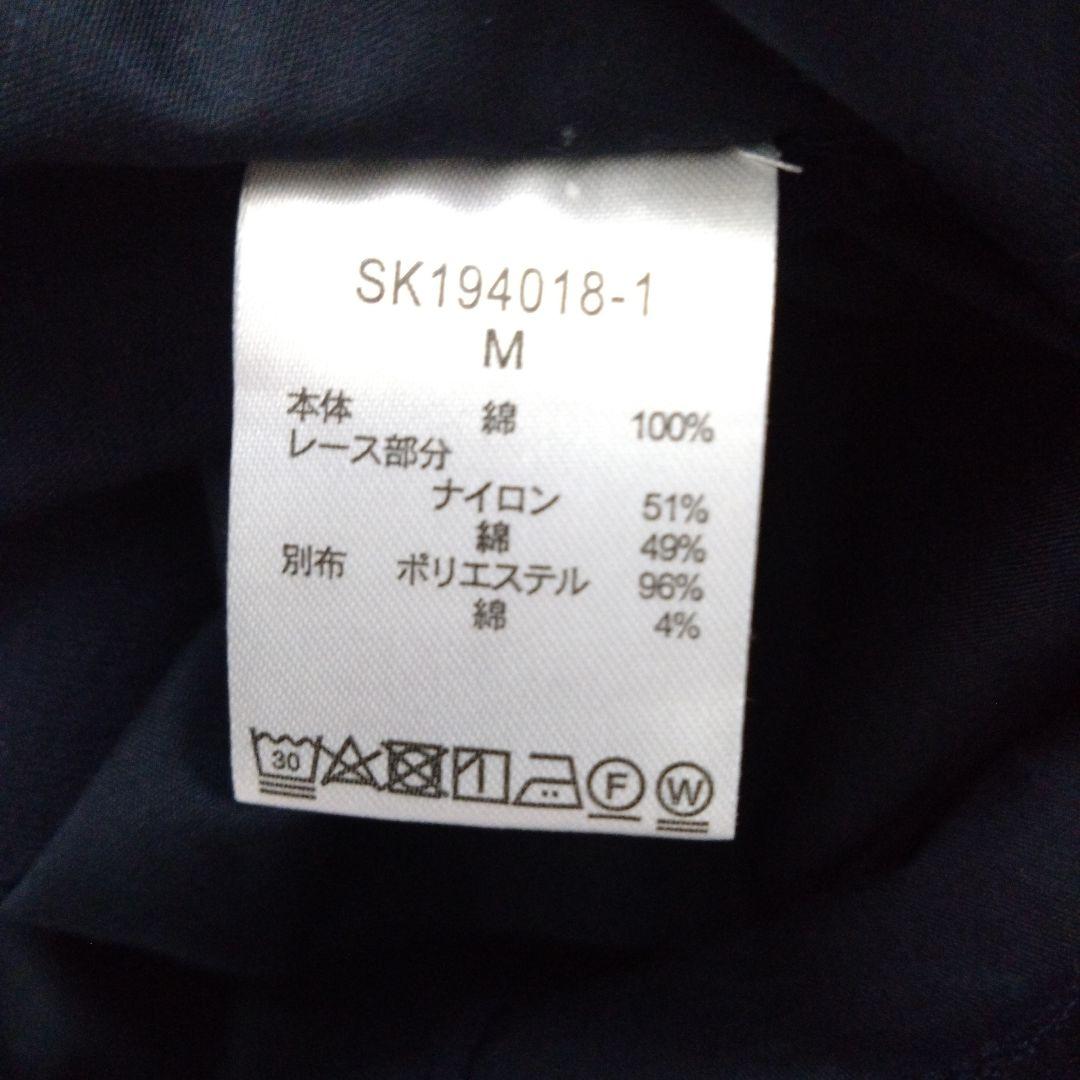 SK194018-1
M
本体 綿 100%
レース部分
ナイロン 51%
綿 49%
別布 ポリエステル 96%
綿 4%
30 F W